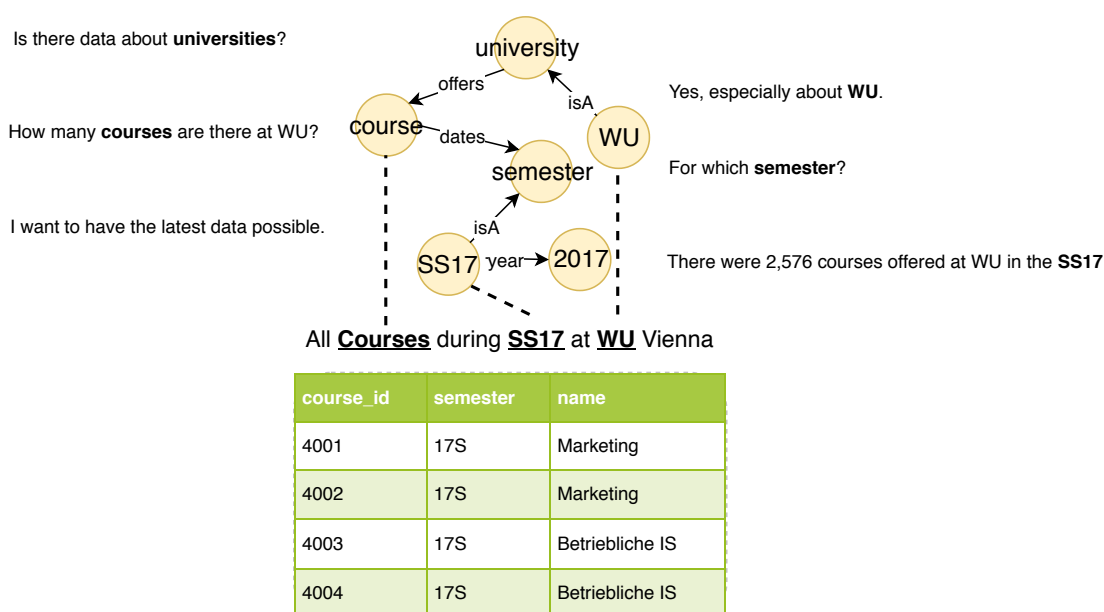 Is there data about universities?
university
offers
isA
Yes, especially about WU.
How many courses are there at WU?
course
dates
WU
semester
For which semester?
I want to have the latest data possible.
isA
SS17
year
2017
There were 2,576 courses offered at WU in the SS17
All Courses during SS17 at WU Vienna
course_id semester name
4001 17S Marketing
4002 17S Marketing
4003 17S Betriebliche IS
4004 17S Betriebliche IS